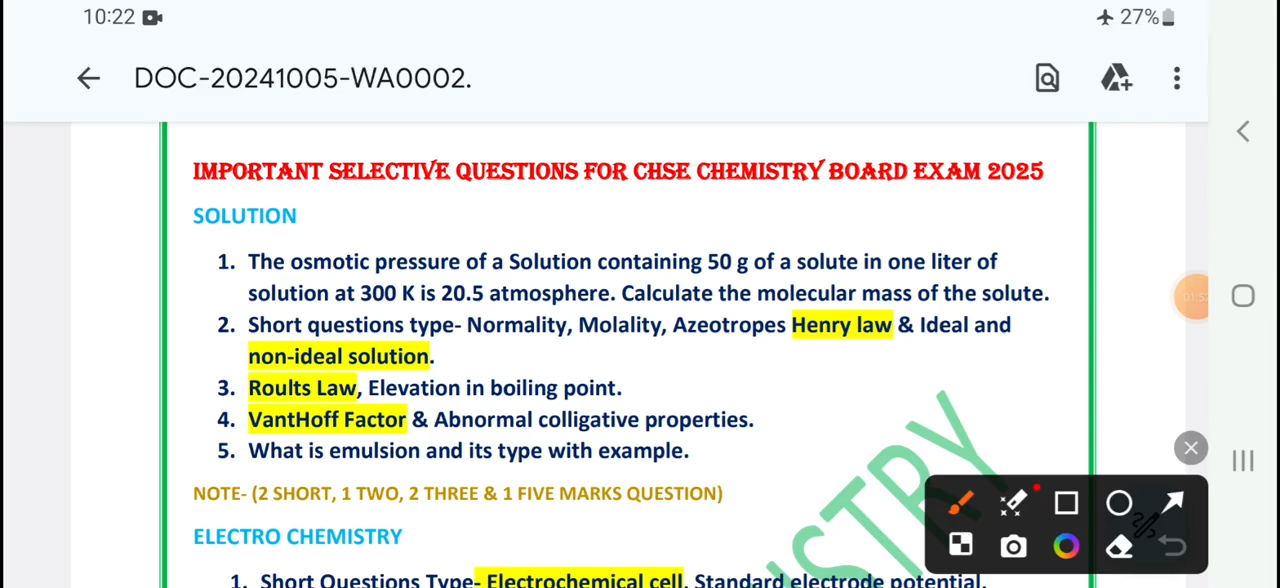 10:22
27%
DOC-20241005-WA0002.
IMPORTANT SELECTIVE QUESTIONS FOR CHSE CHEMISTRY BOARD EXAM 2025
SOLUTION
1. The osmotic pressure of a Solution containing 50 g of a solute in one liter of
solution at 300 K is 20.5 atmosphere. Calculate the molecular mass of the solute.
2. Short questions type- Normality, Molality, Azeotropes Henry law & Ideal and
non-ideal solution.
3. Roults Law, Elevation in boiling point.
4. VantHoff Factor & Abnormal colligative properties.
5. What is emulsion and its type with example.
NOTE- (2 SHORT, 1 TWO, 2 THREE & 1 FIVE MARKS QUESTION)
ELECTRO CHEMISTRY
1. Short Questions Type- Electrochemical cell, Standard electrode potential,